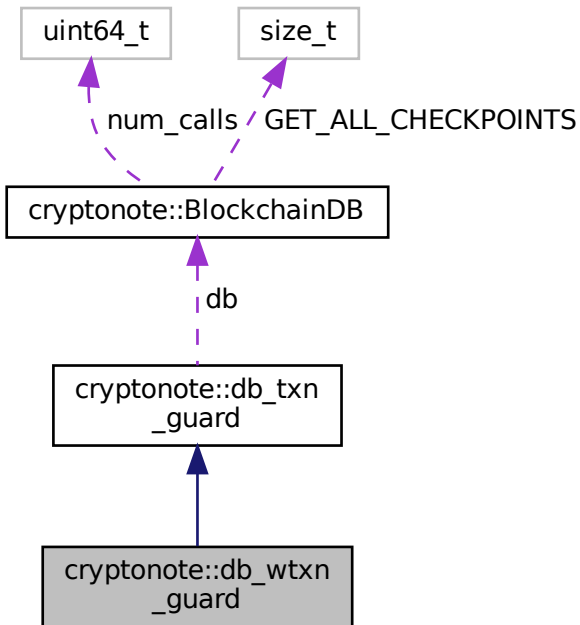 uint64_t
size_t
num_calls
GET_ALL_CHECKPOINTS
cryptonote::BlockchainDB
db
cryptonote::db_txn
_guard
cryptonote::db_wtxn
_guard